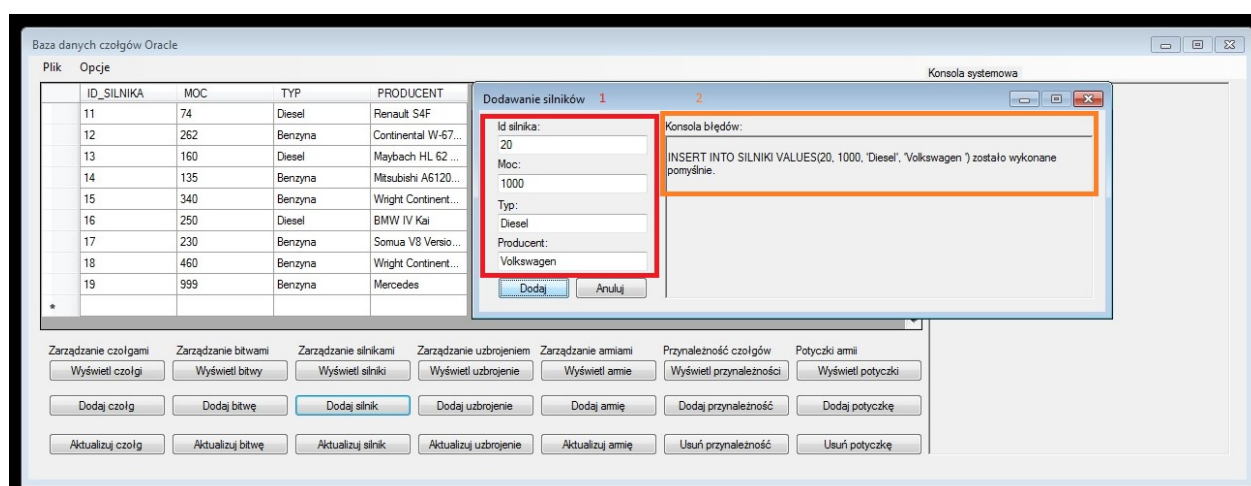 Baza danych czołgów Oracle
Plik Opcje
Konsola systemowa
ID_SILNIKA MOC TYP PRODUCENT
11 74 Diesel Renault S4F
12 262 Benzyna Continental W-67...
13 160 Diesel Maybach HL 62 ...
14 135 Benzyna Mitsubishi A6120...
15 340 Benzyna Wright Continent...
16 250 Diesel BMW IV Kai
17 230 Benzyna Somua V8 Versio...
18 460 Benzyna Wright Continent...
19 999 Benzyna Mercedes
*
Dodawanie silników 1 2
Id silnika:
20
Moc:
1000
Typ:
Diesel
Producent:
Volkswagen
Dodaj Anuluj
Konsola błędów:
INSERT INTO SILNIKI VALUES(20, 1000, 'Diesel', 'Volkswagen ') zostało wykonane
pomyślnie.
Zarządzanie czołgami Zarządzanie bitwami Zarządzanie silnikami Zarządzanie uzbrojeniem Zarządzanie armiami Przynależność czołgów Potyczki armii
Wyświetl czołgi Wyświetl bitwy Wyświetl silniki Wyświetl uzbrojenie Wyświetl armie Wyświetl przynależności Wyświetl potyczki
Dodaj czołg Dodaj bitwę Dodaj silnik Dodaj uzbrojenie Dodaj armię Dodaj przynależność Dodaj potyczkę
Aktualizuj czołg Aktualizuj bitwę Aktualizuj silnik Aktualizuj uzbrojenie Aktualizuj armię Usuń przynależność Usuń potyczkę